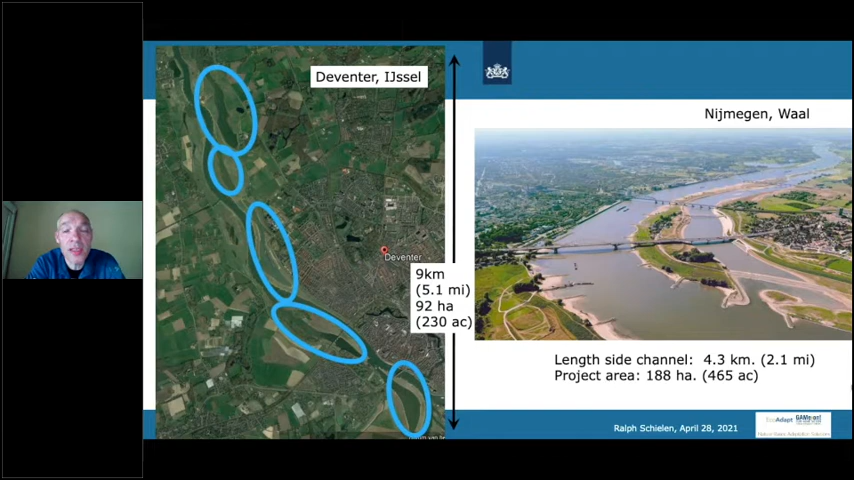 Deventer, IJssel
Deventer
9km
(5.1 mi)
92 ha
(230 ac)
Nijmegen, Waal
Length side channel: 4.3 km. (2.1 mi)
Project area: 188 ha. (465 ac)
Ralph Schielen, April 28, 2021
EcoAdapt